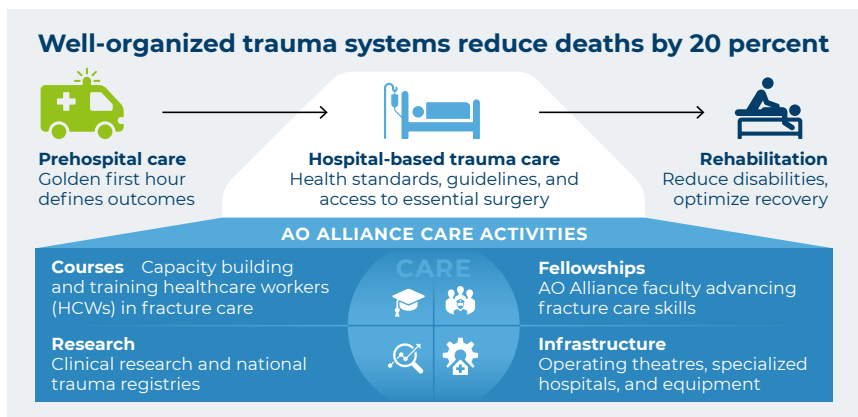 Well-organized trauma systems reduce deaths by 20 percent
Prehospital care
Golden first hour
defines outcomes
Hospital-based trauma care
Health standards, guidelines, and
access to essential surgery
Rehabilitation
Reduce disabilities,
optimize recovery
AO ALLIANCE CARE ACTIVITIES
Courses Capacity building
and training healthcare workers
(HCWs) in fracture care
CARE
Fellowships
AO Alliance faculty advancing
fracture care skills
Research
Clinical research and national
trauma registries
Infrastructure
Operating theatres, specialized
hospitals, and equipment